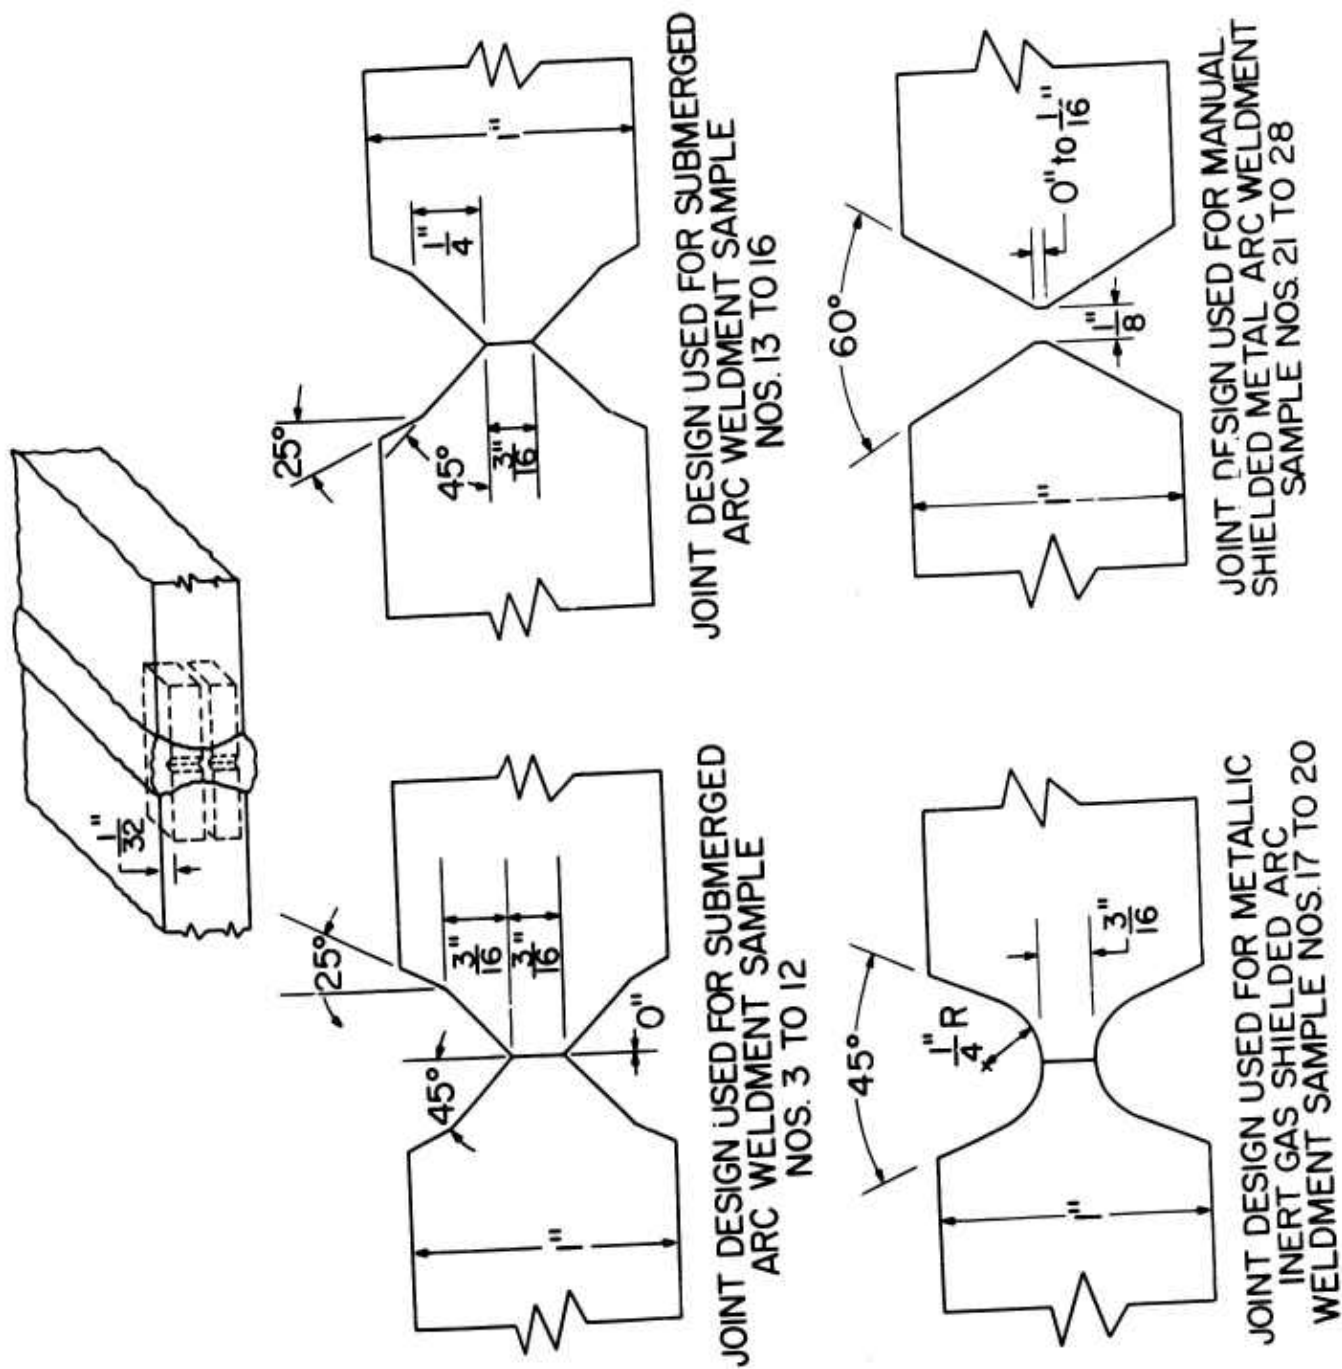 1"
32
25°
45°
3"
16
3"
16
0"
1"
JOINT DESIGN USED FOR SUBMERGED
ARC WELDMENT SAMPLE
NOS. 3 TO 12
25°
45°
1"
4
3"
16
1"
JOINT DESIGN USED FOR SUBMERGED
ARC WELDMENT SAMPLE
NOS. 13 TO 16
45°
1" R
4
3"
16
1"
JOINT DESIGN USED FOR METALLIC
INERT GAS SHIELDED ARC
WELDMENT SAMPLE NOS. 17 TO 20
60°
0" to 1"
16
1"
8
1"
JOINT DESIGN USED FOR MANUAL
SHIELDED METAL ARC WELDMENT
SAMPLE NOS. 21 TO 28